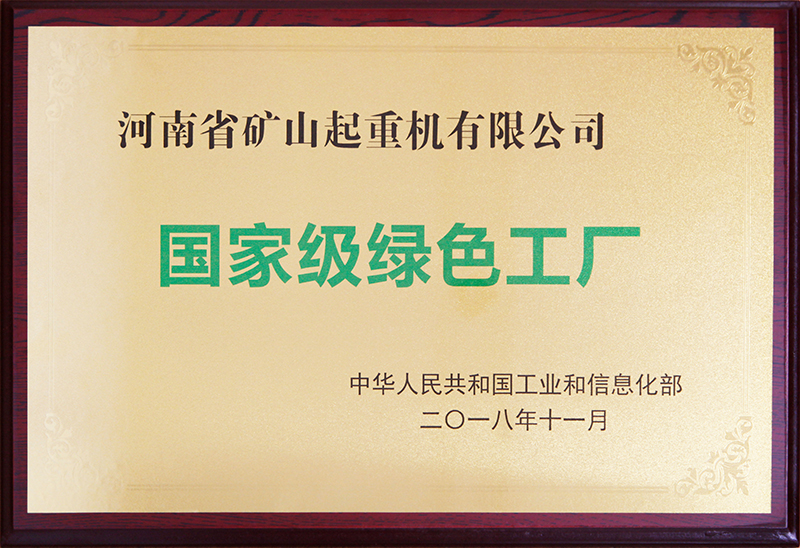 河南省矿山起重机有限公司
国家级绿色工厂
中华人民共和国工业和信息化部
二〇一八年十一月